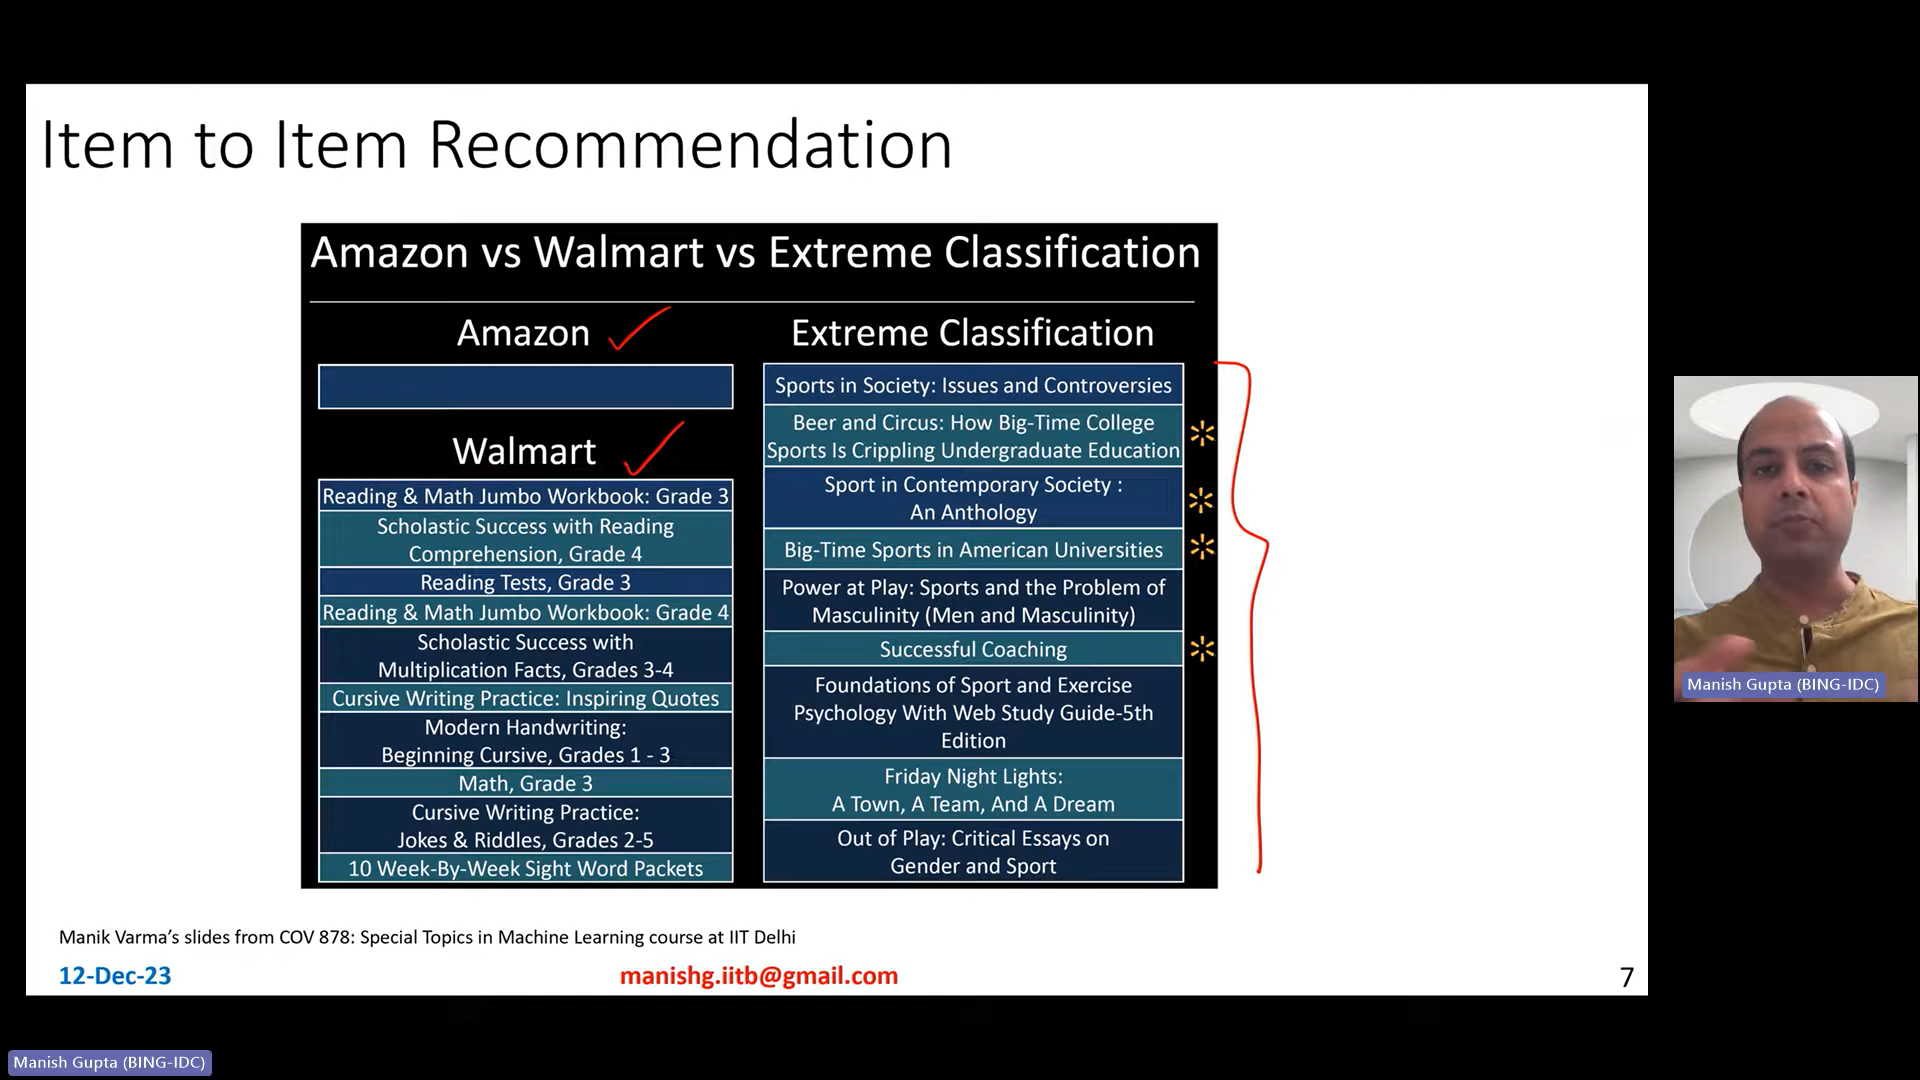 Item to Item Recommendation
Amazon vs Walmart vs Extreme Classification
Amazon
Walmart
Reading & Math Jumbo Workbook: Grade 3
Scholastic Success with Reading
Comprehension, Grade 4
Reading Tests, Grade 3
Reading & Math Jumbo Workbook: Grade 4
Scholastic Success with
Multiplication Facts, Grades 3-4
Cursive Writing Practice: Inspiring Quotes
Modern Handwriting:
Beginning Cursive, Grades 1 - 3
Math, Grade 3
Cursive Writing Practice:
Jokes & Riddles, Grades 2-5
10 Week-By-Week Sight Word Packets
Extreme Classification
Sports in Society: Issues and Controversies
Beer and Circus: How Big-Time College
Sports Is Crippling Undergraduate Education
Sport in Contemporary Society :
An Anthology
Big-Time Sports in American Universities
Power at Play: Sports and the Problem of
Masculinity (Men and Masculinity)
Successful Coaching
Foundations of Sport and Exercise
Psychology With Web Study Guide-5th
Edition
Friday Night Lights:
A Town, A Team, And A Dream
Out of Play: Critical Essays on
Gender and Sport
Manik Varma's slides from COV 878: Special Topics in Machine Learning course at IIT Delhi
12-Dec-23
manishg.iitb@gmail.com
7
Manish Gupta (BING-IDC)
Manish Gupta (BING-IDC)